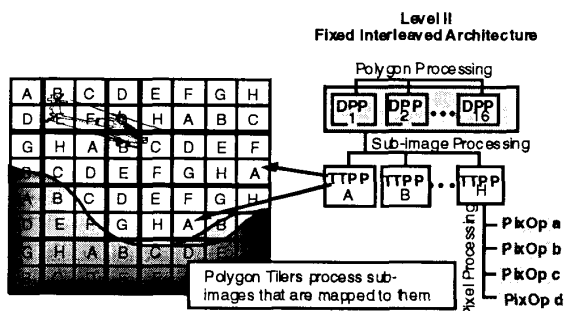 Level II
Fixed Interleaved Architecture
Polygon Processing
DPP DPP DPP
1 2 ••• 16
Sub-image Processing
TTPP TTPP TTPP
A B ••• H
Pixel Processing
PixOp a
PixOp b
PixOp c
PixOp d
A B C D E F G H
D E F G H A B C
G H A B C D E F
B C D E F G H A
A B C D E F G H
D E F G H A B
G H A B C D E
Polygon Tilers process sub-
images that are mapped to them